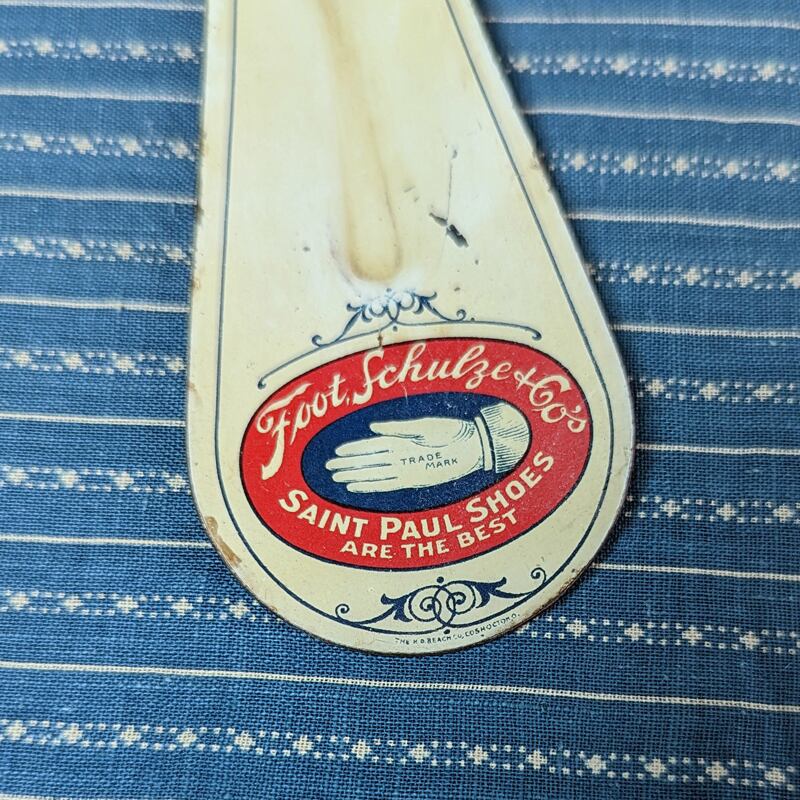 Foot, Schulze & Co's
TRADE
MARK
SAINT PAUL SHOES
ARE THE BEST
THE H.D. BEACH CO. COSHOCTON, O.